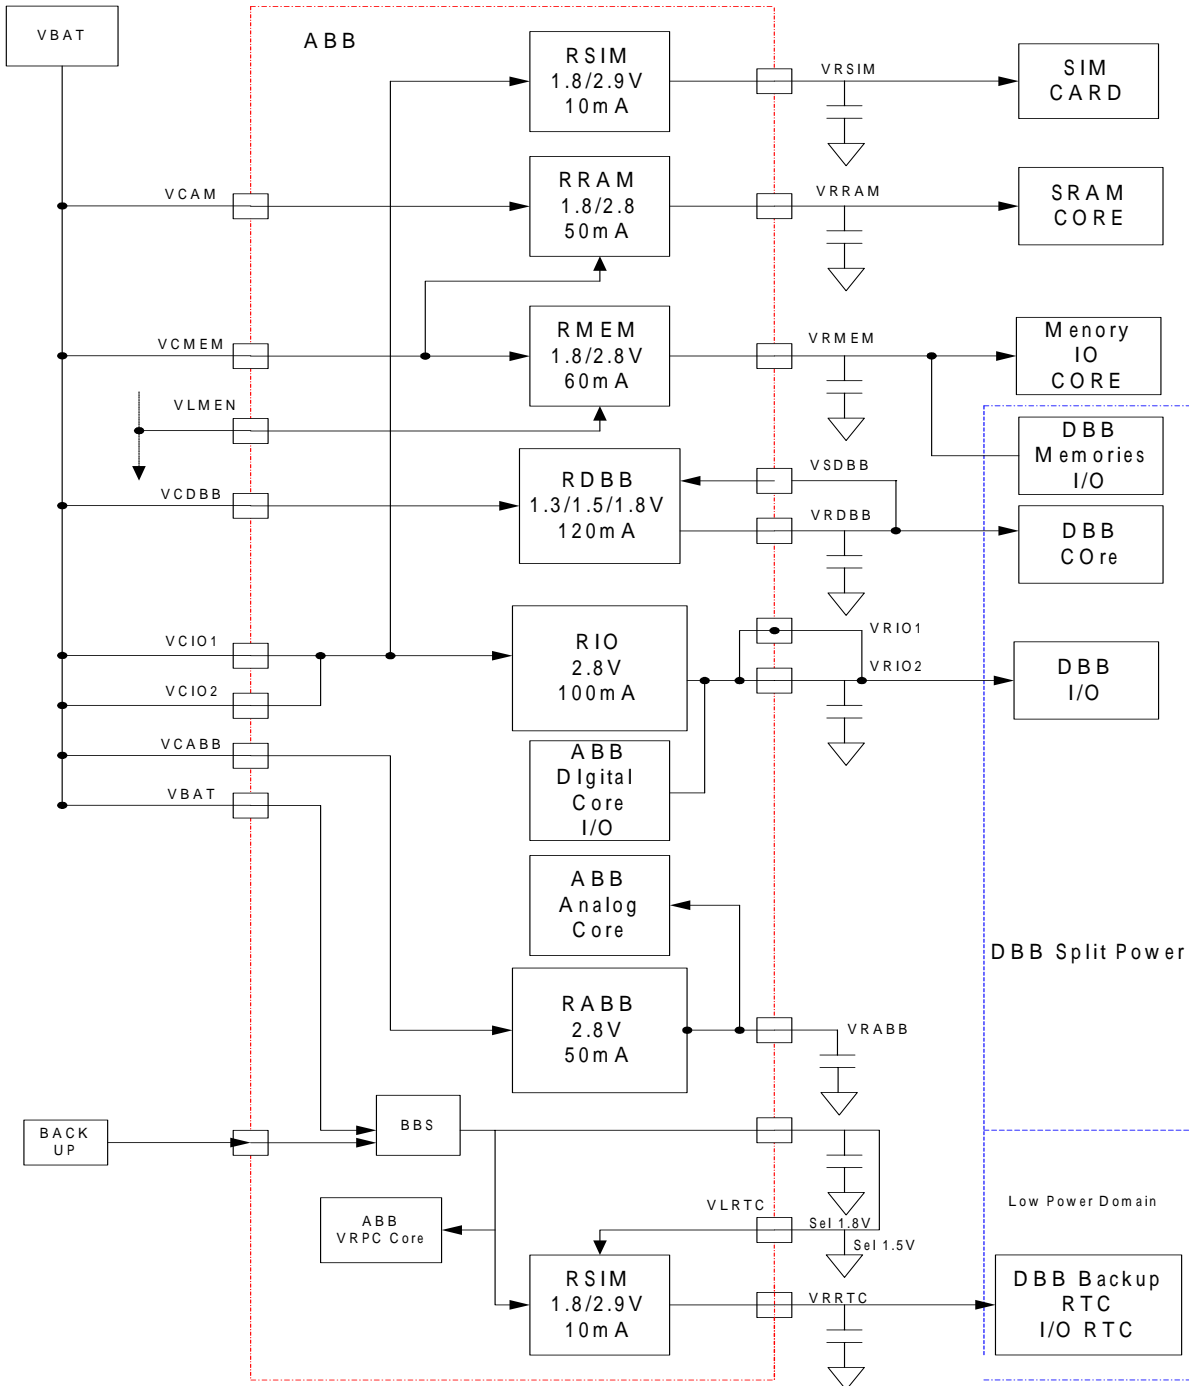 VBAT
ABB
RSIM
1.8/2.9V
10mA
VRSIM
SIM
CARD
VCAM
RRAM
1.8/2.8
50mA
VRRAM
SRAM
CORE
VCMEM
RMEM
1.8/2.8V
60mA
VRMEM
Menory
IO
CORE
VLMEN
DBB
Memories
I/O
VCDBB
RDBB
1.3/1.5/1.8V
120mA
VSDBB
VRDBB
DBB
COre
VCIO1
RIO
2.8V
100mA
VRIO1
VRIO2
DBB
I/O
VCIO2
VCABB
ABB
DIgital
Core
I/O
VBAT
ABB
Analog
Core
DBB Split Power
RABB
2.8V
50mA
VRABB
BACK
UP
BBS
ABB
VRPC Core
VLRTC
Sel 1.8V
Sel 1.5V
Low Power Domain
RSIM
1.8/2.9V
10mA
VRRTC
DBB Backup
RTC
I/O RTC